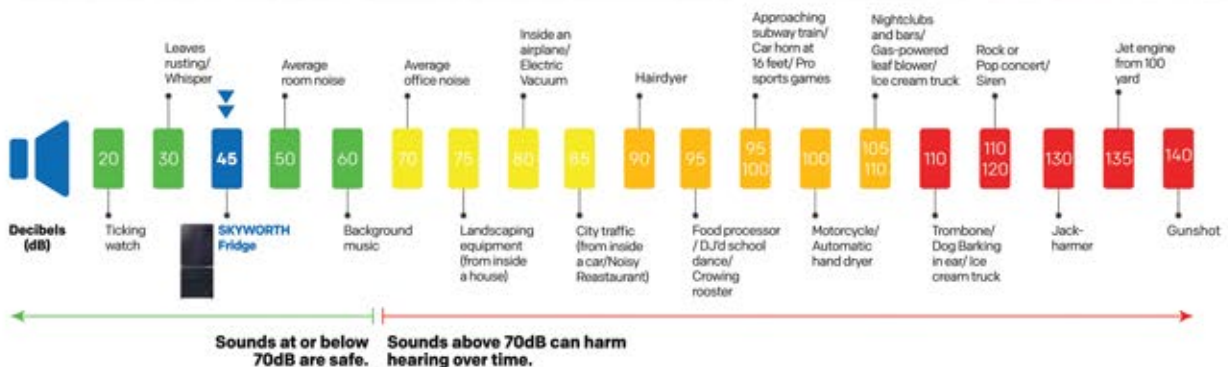 Leaves
rusting/
Whisper
Average
room noise
Average
office noise
Inside an
airplane/
Electric
Vacuum
Hairdyer
Approaching
subway train/
Car horn at
16 feet/ Pro
sports games
Nightclubs
and bars/
Gas-powered
leaf blower/
Ice cream truck
Rock or
Pop concert/
Siren
Jet engine
from 100
yard
20
30
45
50
60
70
75
80
85
90
95
95
100
100
105
110
110
110
120
130
135
140
Decibels
(dB)
Ticking
watch
SKYWORTH
Fridge
Background
music
Landscaping
equipment
(from inside
a house)
City traffic
(from inside
a car/Noisy
Reastaurant)
Food processor
/ DJ'd school
dance/
Crowing
rooster
Motorcycle/
Automatic
hand dryer
Trombone/
Dog Barking
in ear/ Ice
cream truck
Jack-
harmer
Gunshot
Sounds at or below
70dB are safe.
Sounds above 70dB can harm
hearing over time.